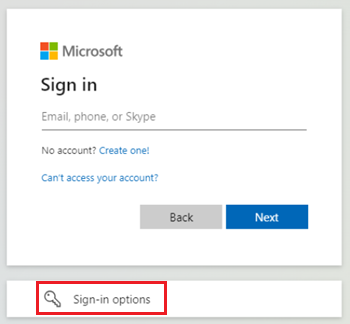 Microsoft
Sign in
Email, phone, or Skype
No account? Create one!
Can't access your account?
Back
Next
Sign-in options